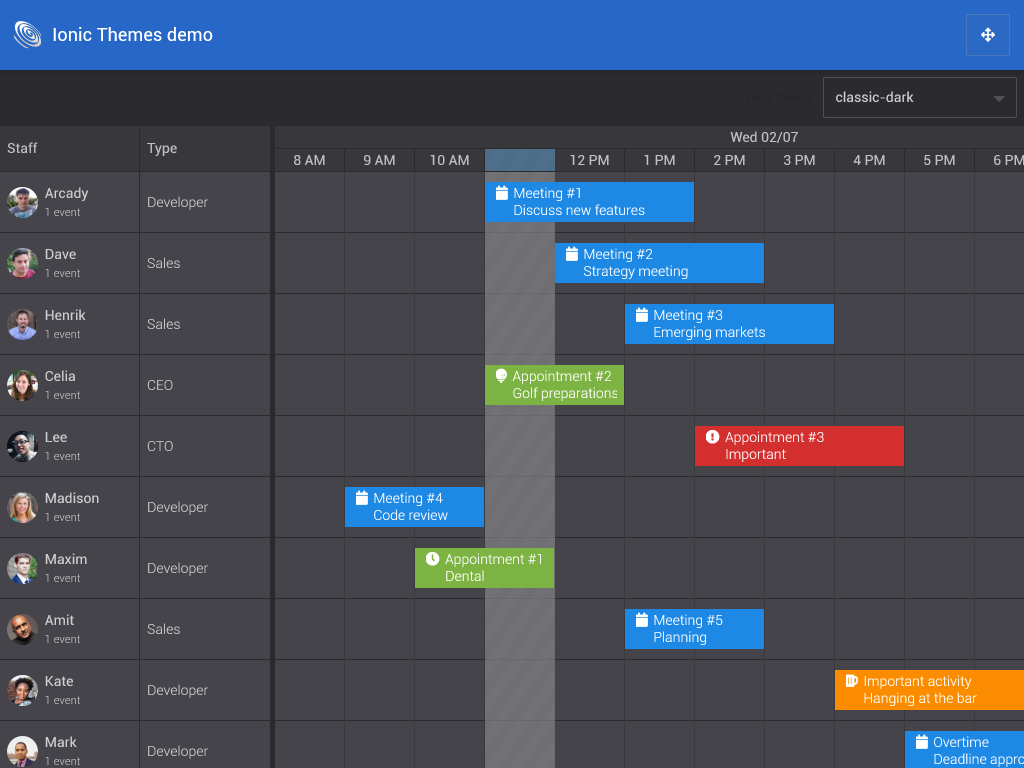 Ionic Themes demo
Select theme
classic-dark
Staff
Type
Wed 02/07
8 AM
9 AM
10 AM
12 PM
1 PM
2 PM
3 PM
4 PM
5 PM
6 PM
Arcady
1 event
Developer
Meeting #1
Discuss new features
Dave
1 event
Sales
Meeting #2
Strategy meeting
Henrik
1 event
Sales
Meeting #3
Emerging markets
Celia
1 event
CEO
Appointment #2
Golf preparations
Lee
1 event
CTO
Appointment #3
Important
Madison
1 event
Developer
Meeting #4
Code review
Maxim
1 event
Developer
Appointment #1
Dental
Amit
1 event
Sales
Meeting #5
Planning
Kate
1 event
Developer
Important activity
Hanging at the bar
Mark
1 event
Developer
Overtime
Deadline appro